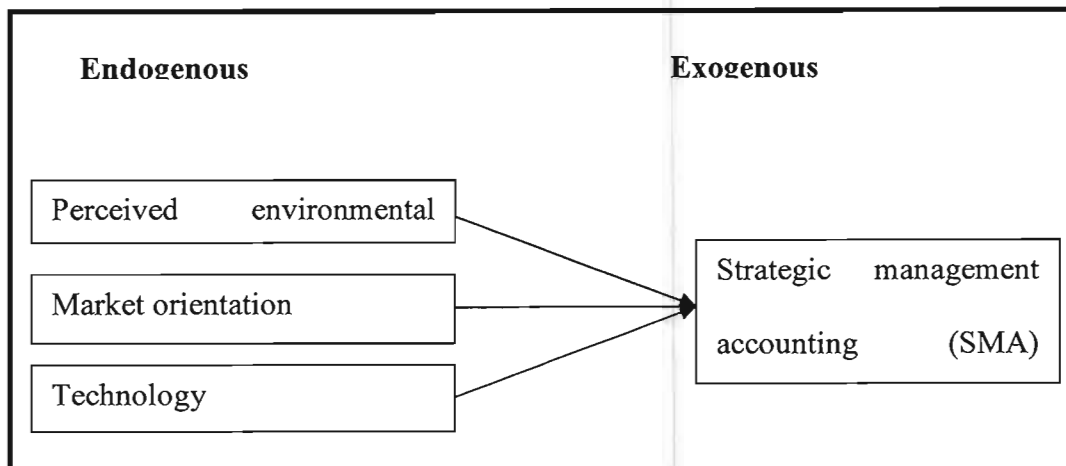 Endogenous
Exogenous
Perceived environmental
Market orientation
Technology
Strategic management
accounting (SMA)